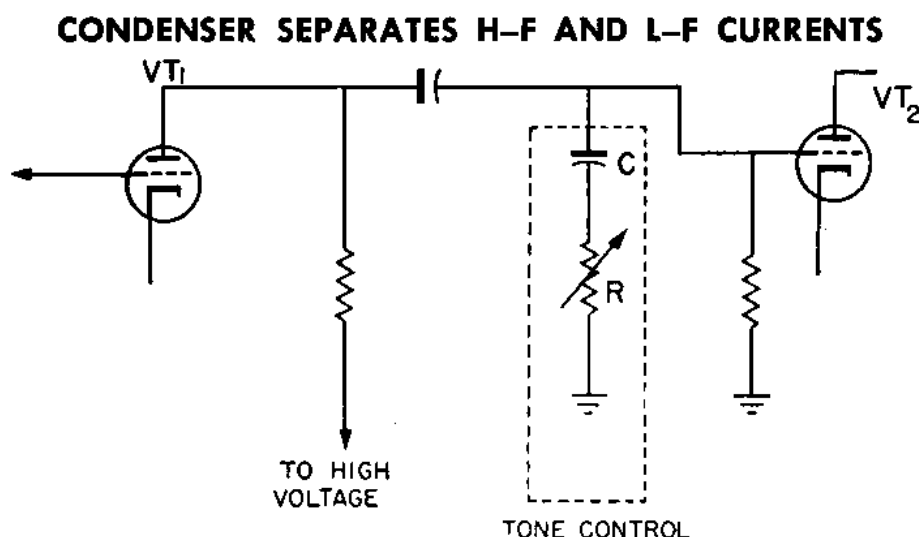 CONDENSER SEPARATES H-F AND L-F CURRENTS
VT1
VT2
C
R
TO HIGH
VOLTAGE
TONE CONTROL